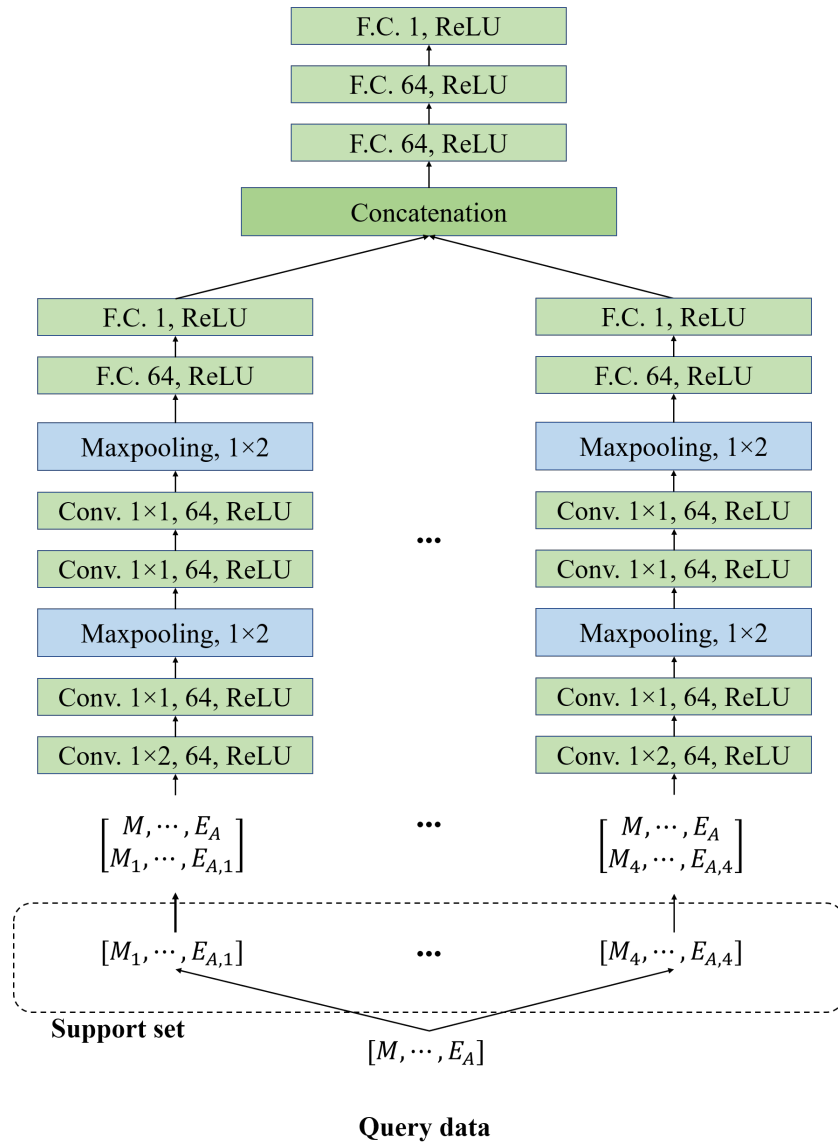 F.C. 1, ReLU
F.C. 64, ReLU
F.C. 64, ReLU
Concatenation
F.C. 1, ReLU F.C. 1, ReLU
F.C. 64, ReLU F.C. 64, ReLU
Maxpooling, 1×2 Maxpooling, 1×2
Conv. 1×1, 64, ReLU Conv. 1×1, 64, ReLU
...
Conv. 1×1, 64, ReLU Conv. 1×1, 64, ReLU
Maxpooling, 1×2 Maxpooling, 1×2
Conv. 1×1, 64, ReLU Conv. 1×1, 64, ReLU
Conv. 1×2, 64, ReLU Conv. 1×2, 64, ReLU
[M, ⋯, E_A ... [M, ⋯, E_A
M_1, ⋯, E_{A,1}] M_4, ⋯, E_{A,4}]
[M_1, ⋯, E_{A,1}] ... [M_4, ⋯, E_{A,4}]
Support set
[M, ⋯, E_A]
Query data